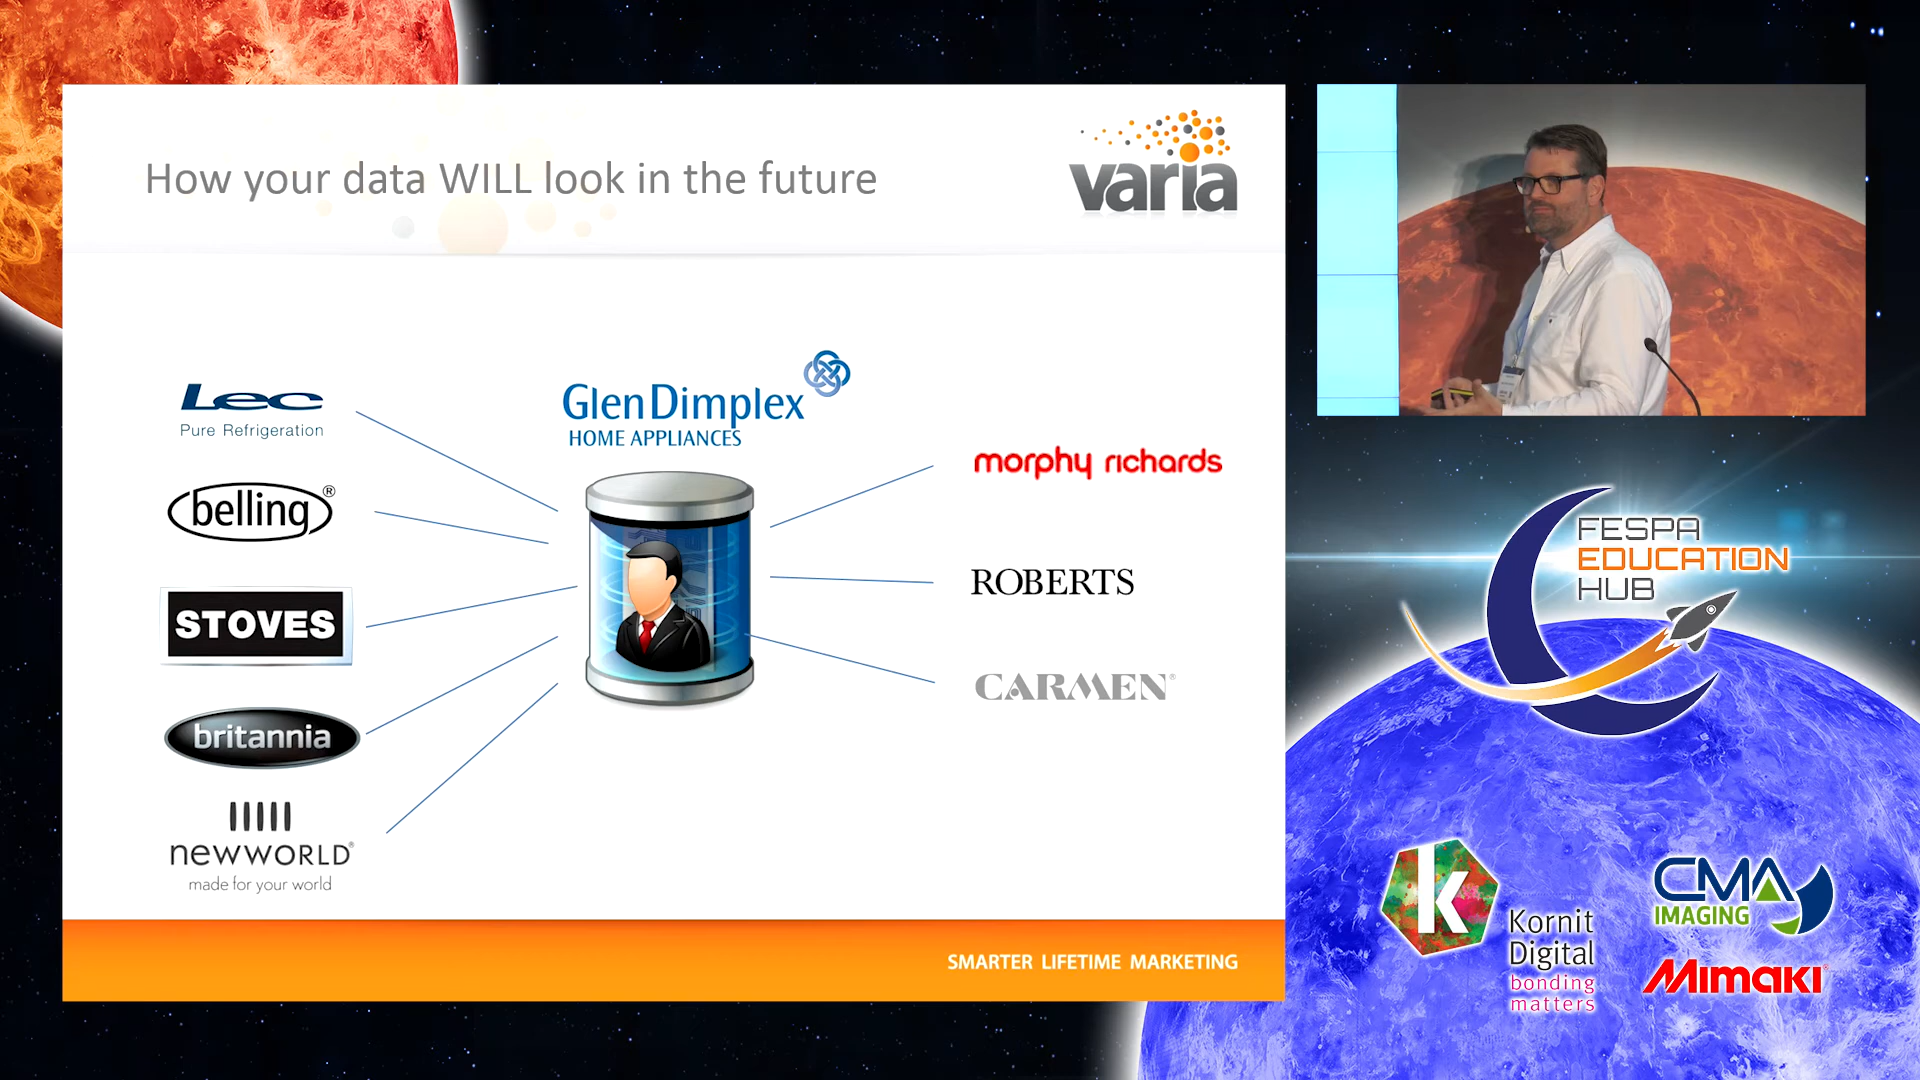 How your data WILL look in the future
varia
Lec
Pure Refrigeration
belling®
STOVES
britannia
newworld®
made for your world
GlenDimplex
HOME APPLIANCES
morphy richards
ROBERTS
CARMEN®
SMARTER LIFETIME MARKETING
FESPA
EDUCATION
HUB
K
Kornit
Digital
bonding
matters
CMA
IMAGING
Mimaki®